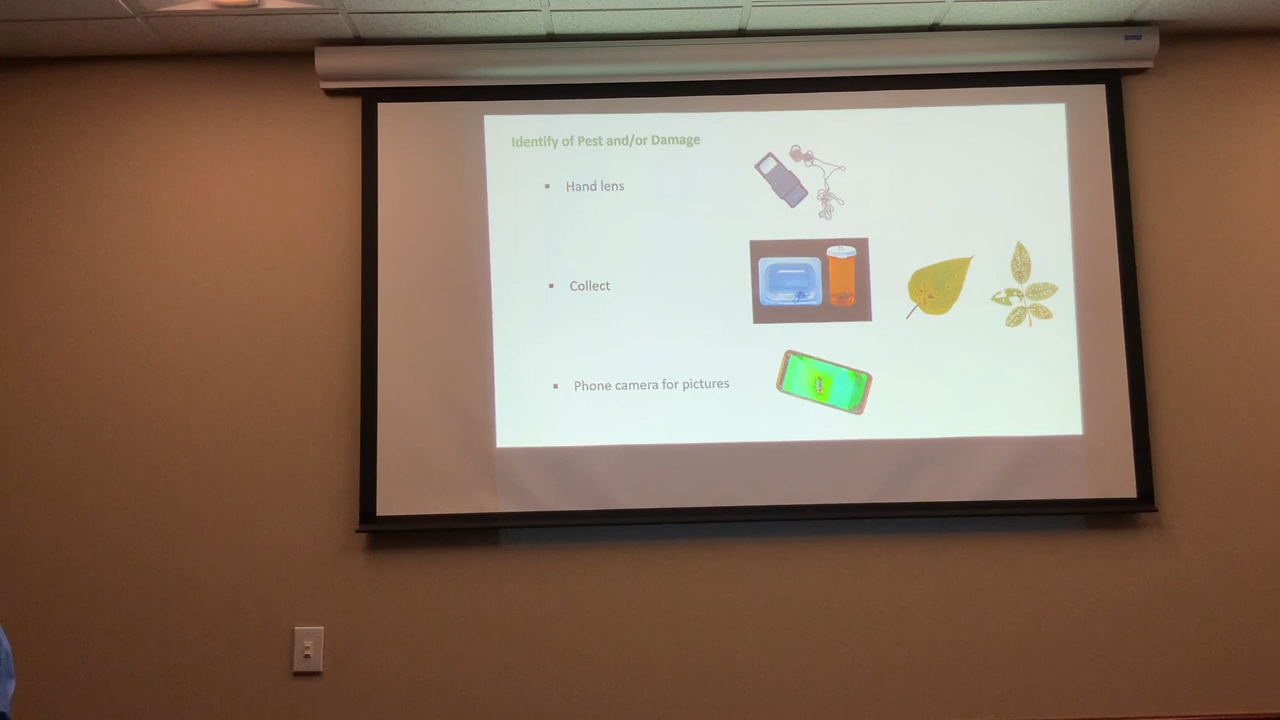 Identify of Pest and/or Damage
▪ Hand lens
▪ Collect
▪ Phone camera for pictures